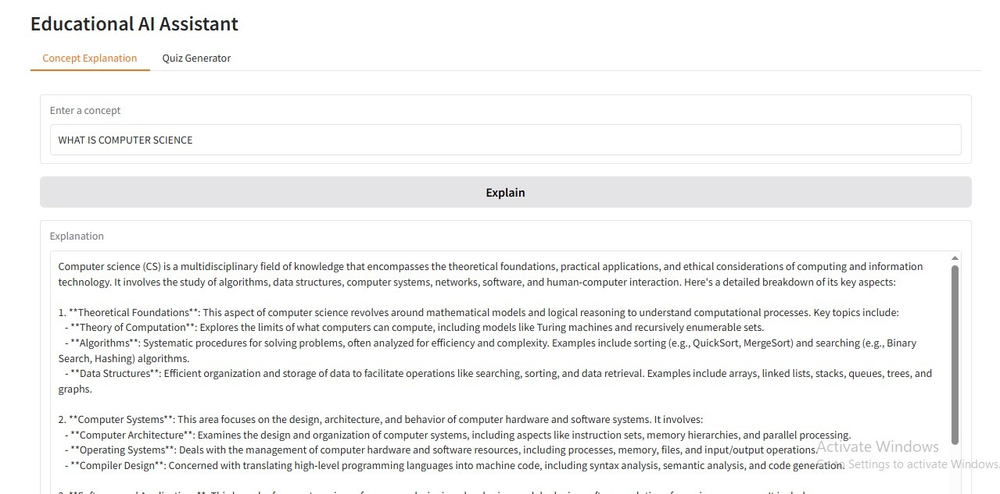 Educational AI Assistant
Concept Explanation
Quiz Generator
Enter a concept
WHAT IS COMPUTER SCIENCE
Explain
Explanation
Computer science (CS) is a multidisciplinary field of knowledge that encompasses the theoretical foundations, practical applications, and ethical considerations of computing and information
technology. It involves the study of algorithms, data structures, computer systems, networks, software, and human-computer interaction. Here's a detailed breakdown of its key aspects:
1. **Theoretical Foundations**: This aspect of computer science revolves around mathematical models and logical reasoning to understand computational processes. Key topics include:
- **Theory of Computation**: Explores the limits of what computers can compute, including models like Turing machines and recursively enumerable sets.
- **Algorithms**: Systematic procedures for solving problems, often analyzed for efficiency and complexity. Examples include sorting (e.g., QuickSort, MergeSort) and searching (e.g., Binary
Search, Hashing) algorithms.
- **Data Structures**: Efficient organization and storage of data to facilitate operations like searching, sorting, and data retrieval. Examples include arrays, linked lists, stacks, queues, trees, and
graphs.
2. **Computer Systems**: This area focuses on the design, architecture, and behavior of computer hardware and software systems. It involves:
- **Computer Architecture**: Examines the design and organization of computer systems, including aspects like instruction sets, memory hierarchies, and parallel processing.
- **Operating Systems**: Deals with the management of computer hardware and software resources, including processes, memory, files, and input/output operations.
- **Compiler Design**: Concerned with translating high-level programming languages into machine code, including syntax analysis, semantic analysis, and code generation.
Activate Windows
Go to Settings to activate Windows.